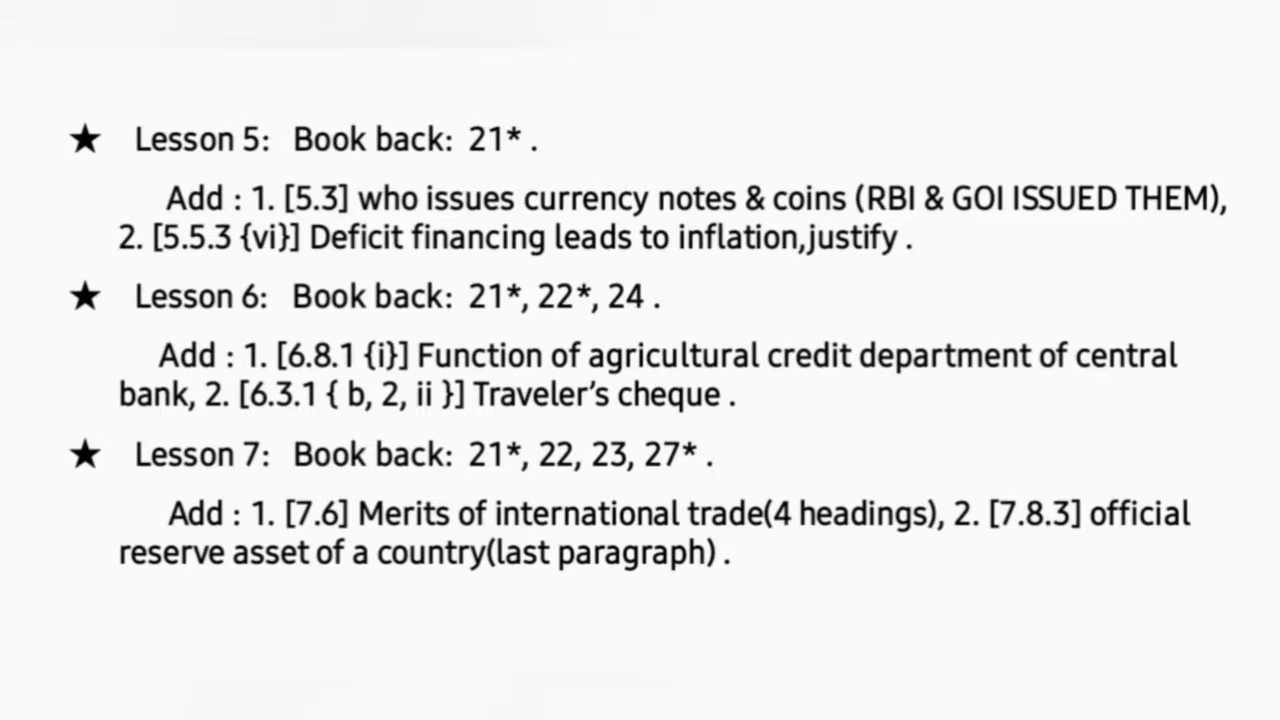 ★ Lesson 5: Book back: 21* .
Add : 1. [5.3] who issues currency notes & coins (RBI & GOI ISSUED THEM),
2. [5.5.3 {vi}] Deficit financing leads to inflation,justify .
★ Lesson 6: Book back: 21*, 22*, 24 .
Add : 1. [6.8.1 {i}] Function of agricultural credit department of central
bank, 2. [6.3.1 { b, 2, ii }] Traveler’s cheque .
★ Lesson 7: Book back: 21*, 22, 23, 27* .
Add : 1. [7.6] Merits of international trade(4 headings), 2. [7.8.3] official
reserve asset of a country(last paragraph) .